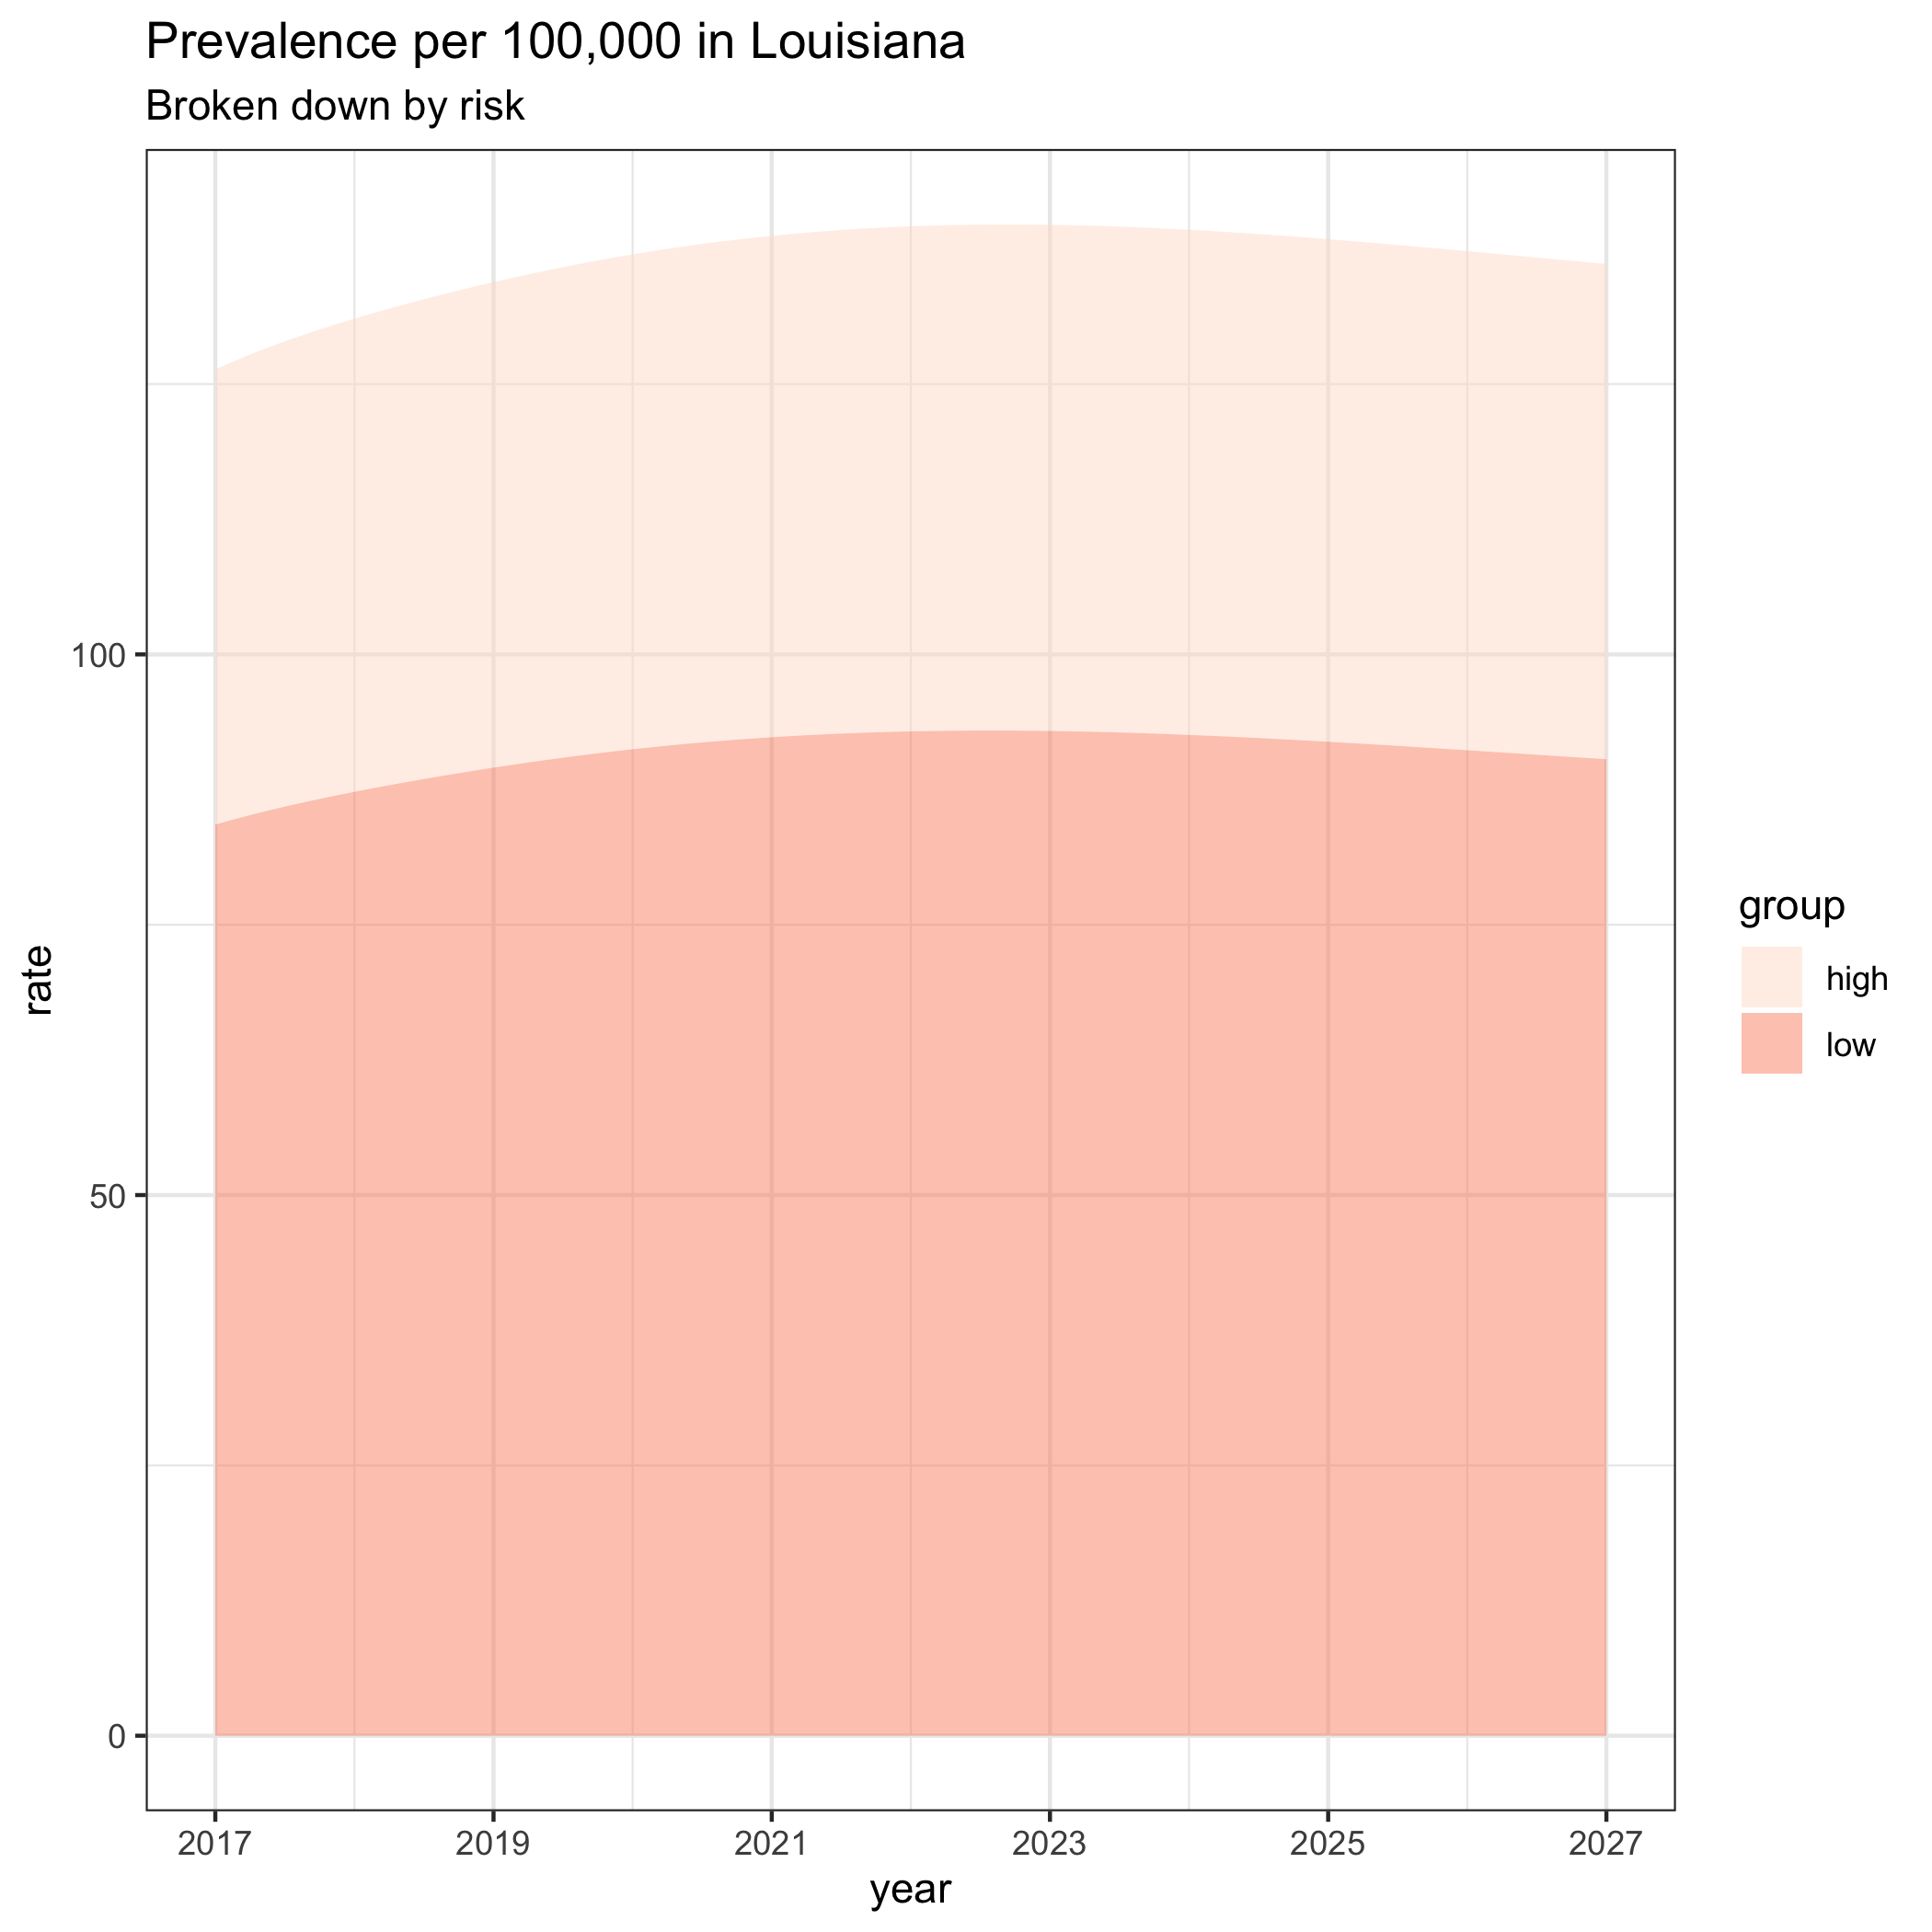 Prevalence per 100,000 in Louisiana
Broken down by risk
rate
100
50
0
2017 2019 2021 2023 2025 2027
year
group
high
low